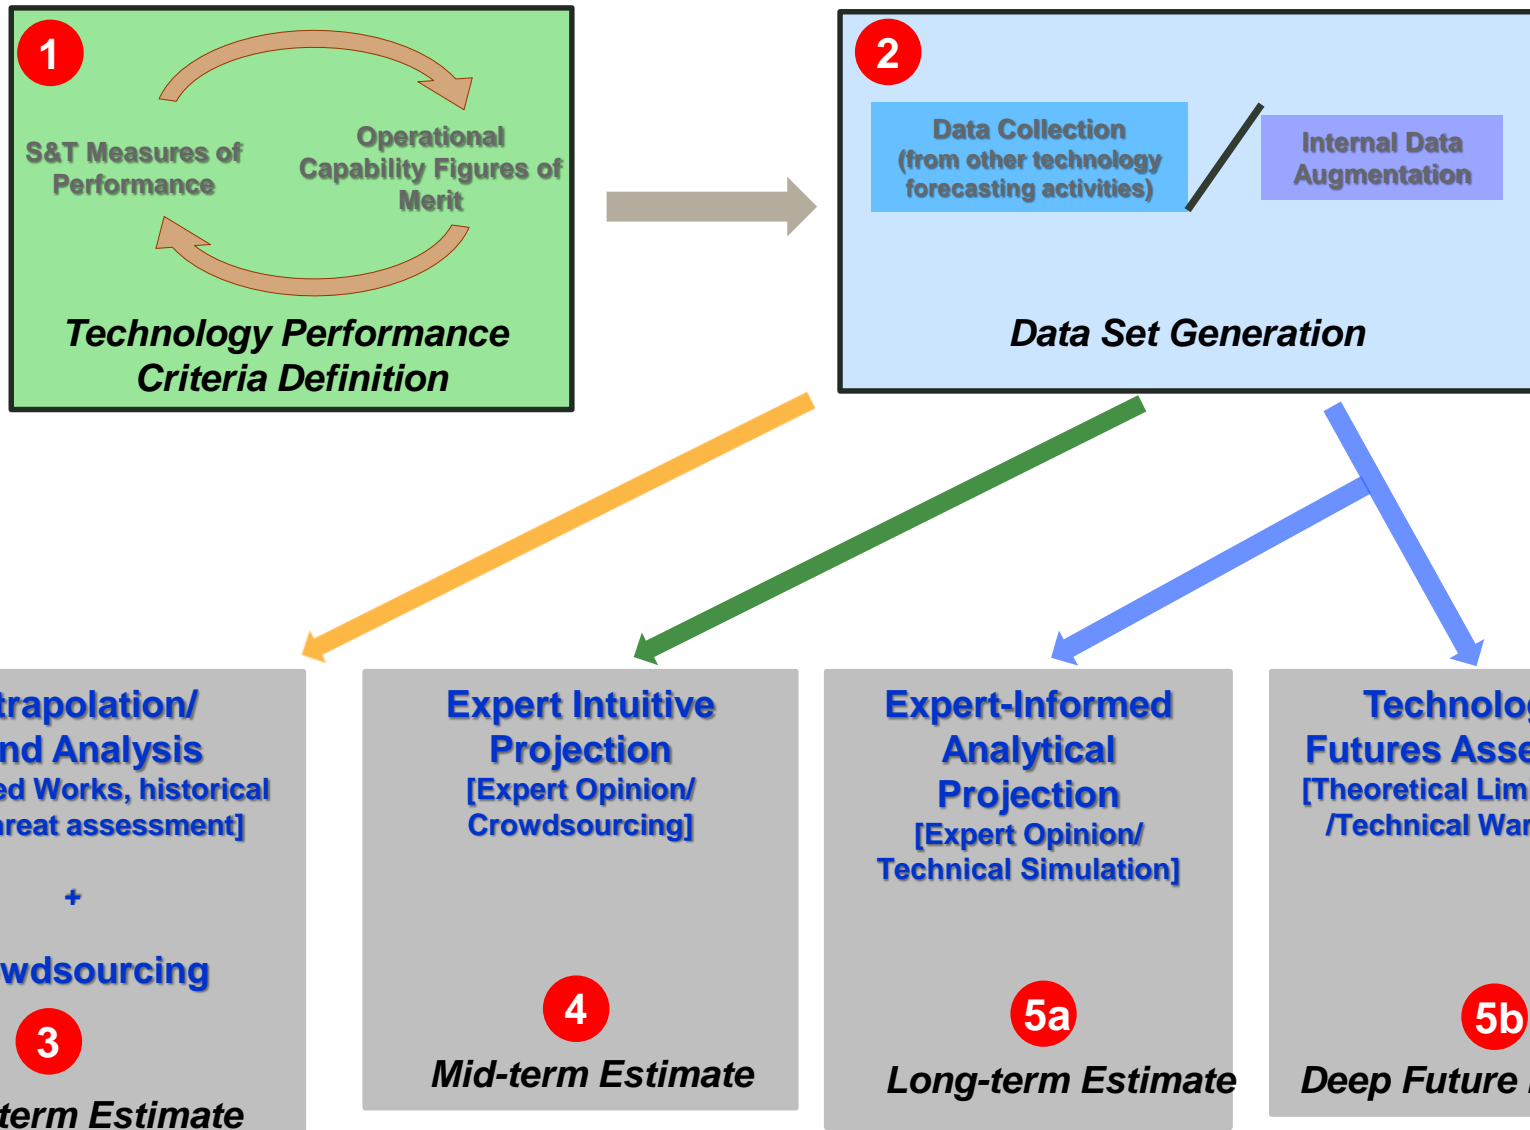 1
S&T Measures of
Performance
Operational
Capability Figures of
Merit
Technology Performance
Criteria Definition
2
Data Collection
(from other technology
forecasting activities)
Internal Data
Augmentation
Data Set Generation
trapolation/
nd Analysis
ed Works, historical
reat assessment]
+
wdsourcing
3
term Estimate
Expert Intuitive
Projection
[Expert Opinion/
Crowdsourcing]
4
Mid-term Estimate
Expert-Informed
Analytical
Projection
[Expert Opinion/
Technical Simulation]
5a
Long-term Estimate
Technolog
Futures Asse
[Theoretical Lim
/Technical War
5b
Deep Future